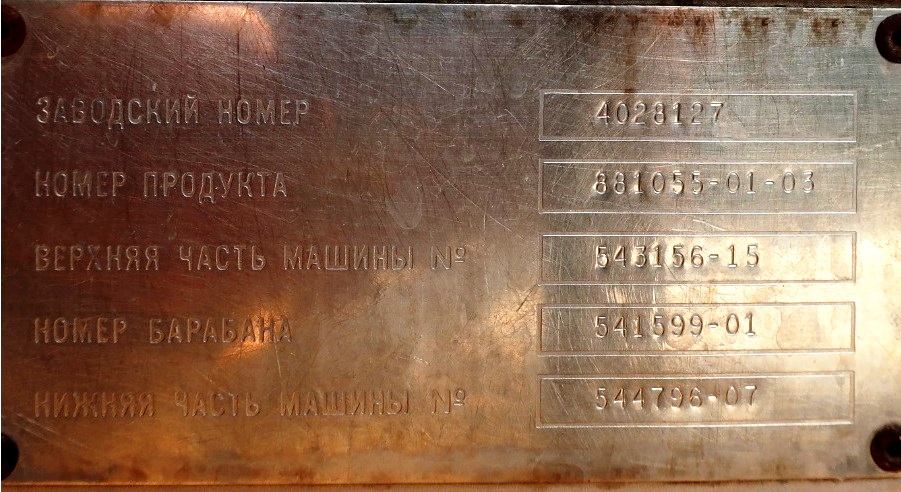 ЗАВОДСКИЙ НОМЕР 4028127
НОМЕР ПРОДУКТА 881055-01-03
ВЕРХНЯЯ ЧАСТЬ МАШИНЫ № 543156-15
НОМЕР БАРАБАНА 541599-01
НИЖНЯЯ ЧАСТЬ МАШИНЫ № 544796-07